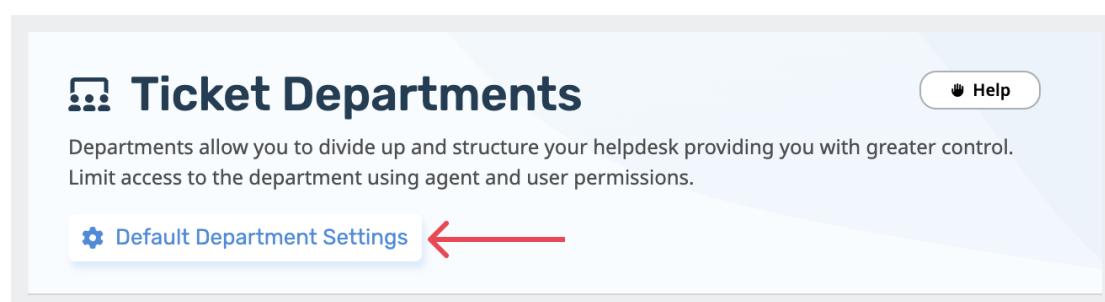 Ticket Departments
Help
Departments allow you to divide up and structure your helpdesk providing you with greater control.
Limit access to the department using agent and user permissions.
Default Department Settings